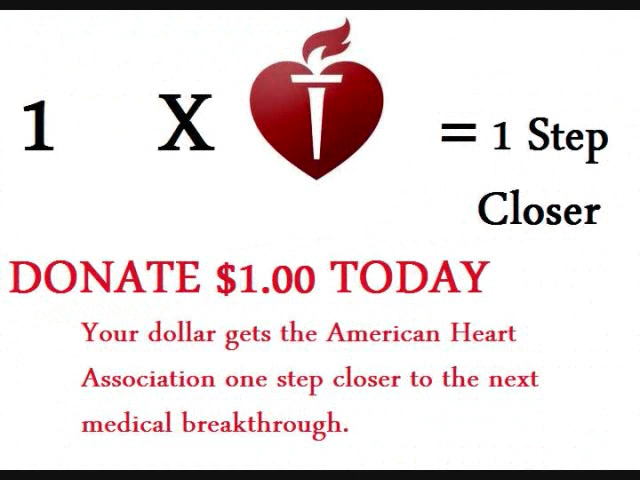 1 X = 1 Step
Closer
DONATE $1.00 TODAY
Your dollar gets the American Heart
Association one step closer to the next
medical breakthrough.